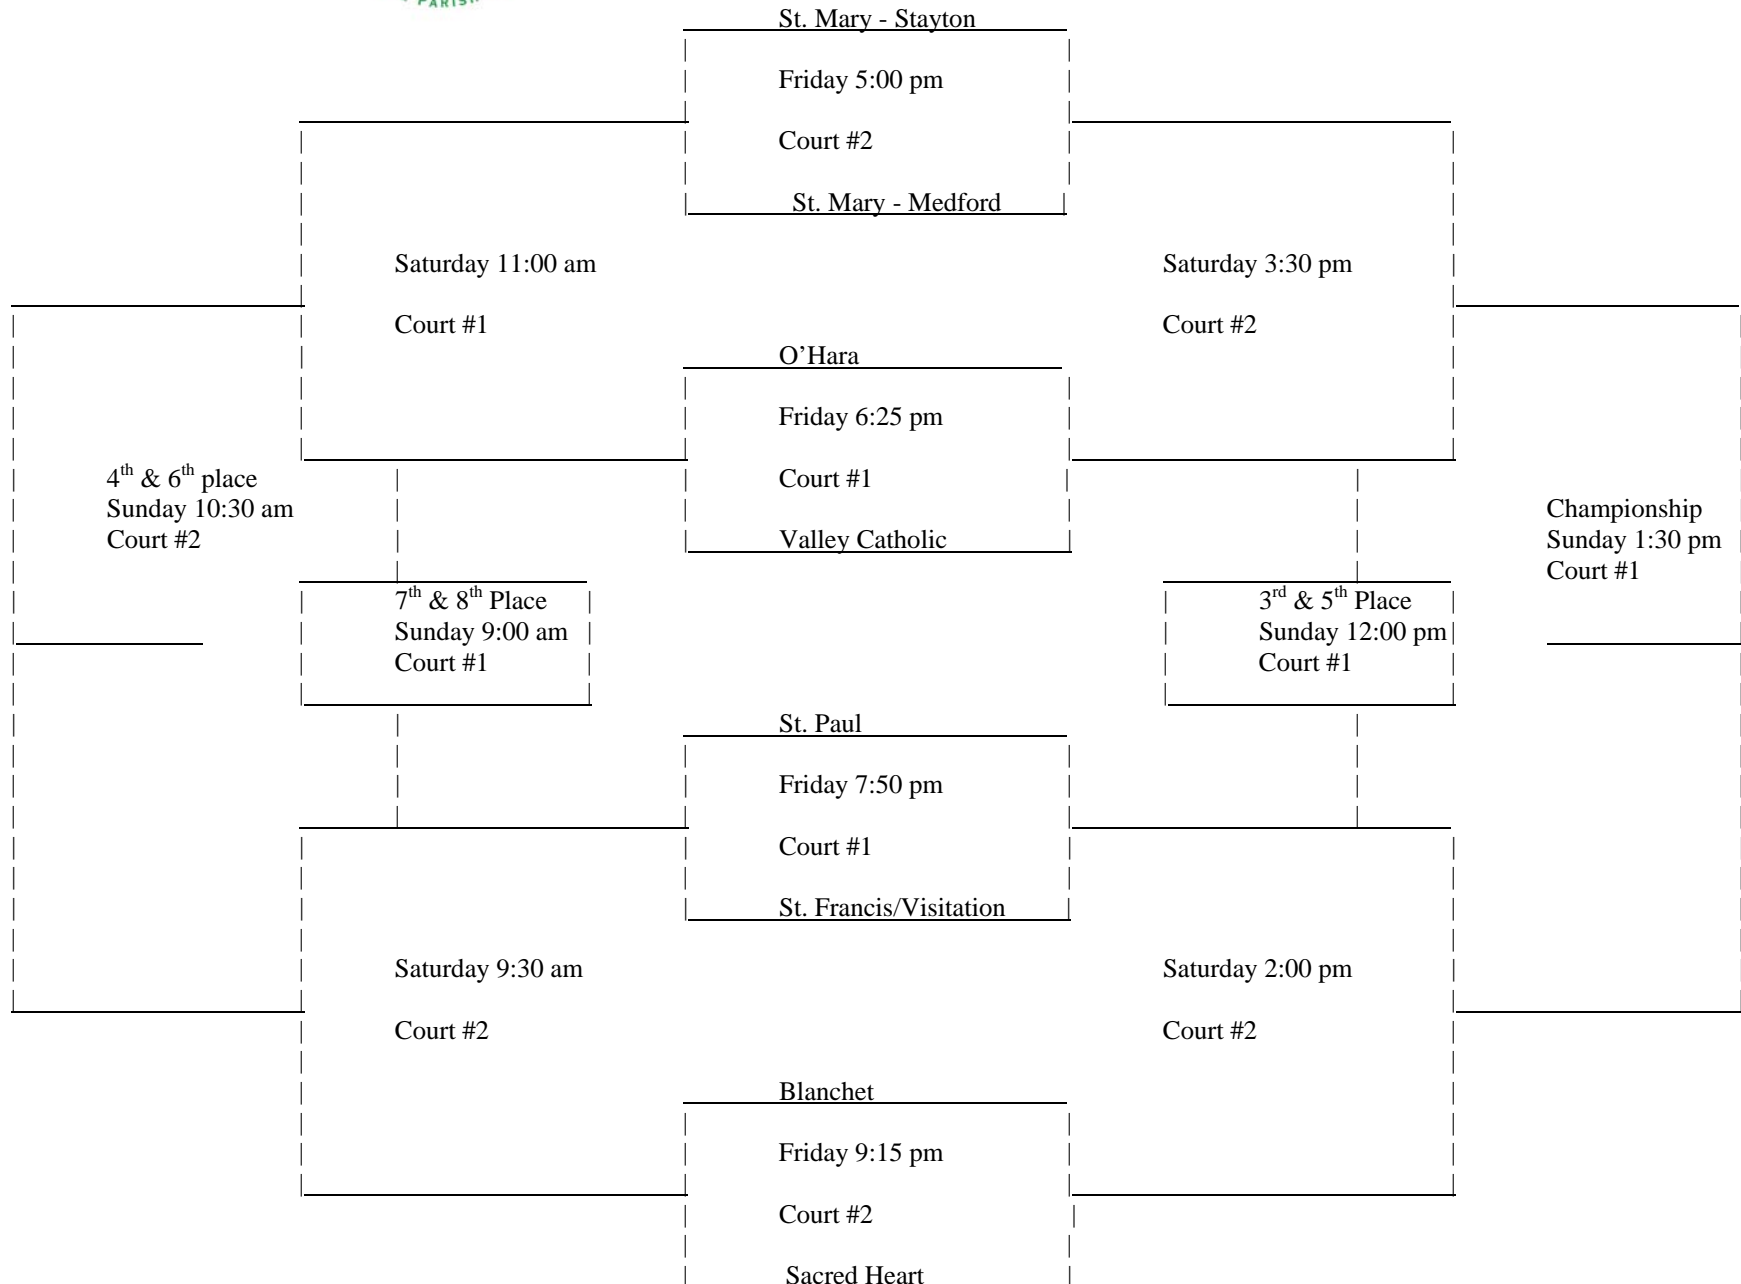 PARISH
St. Mary - Stayton
Friday 5:00 pm
Court #2
St. Mary - Medford
Saturday 11:00 am
Court #1
Saturday 3:30 pm
Court #2
O’Hara
Friday 6:25 pm
Court #1
Valley Catholic
4th & 6th place
Sunday 10:30 am
Court #2
Championship
Sunday 1:30 pm
Court #1
7th & 8th Place
Sunday 9:00 am
Court #1
3rd & 5th Place
Sunday 12:00 pm
Court #1
St. Paul
Friday 7:50 pm
Court #1
St. Francis/Visitation
Saturday 9:30 am
Court #2
Saturday 2:00 pm
Court #2
Blanchet
Friday 9:15 pm
Court #2
Sacred Heart